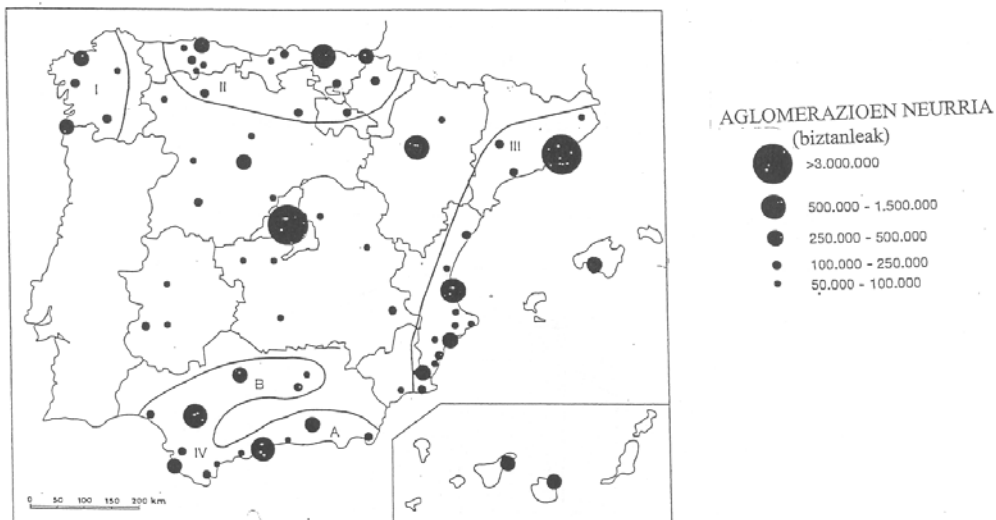 I
II
III
B
A
IV
0 50 100 150 200 km
AGLOMERAZIOEN NEURRIA
(biztanleak)
>3.000.000
500.000 - 1.500.000
250.000 - 500.000
100.000 - 250.000
50.000 - 100.000